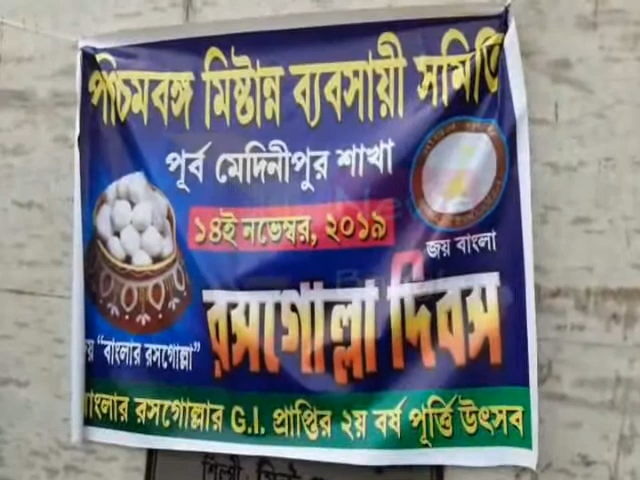 পশ্চিমবঙ্গ মিষ্টান্ন ব্যবসায়ী সমিতি
পূর্ব মেদিনীপুর শাখা
১৪ই নভেম্বর, ২০১৯
জয় বাংলা
রসগোল্লা দিবস
"বাংলার রসগোল্লা"
বাংলার রসগোল্লার G.I. প্রাপ্তির ২য় বর্ষ পূর্ত্তি উৎসব